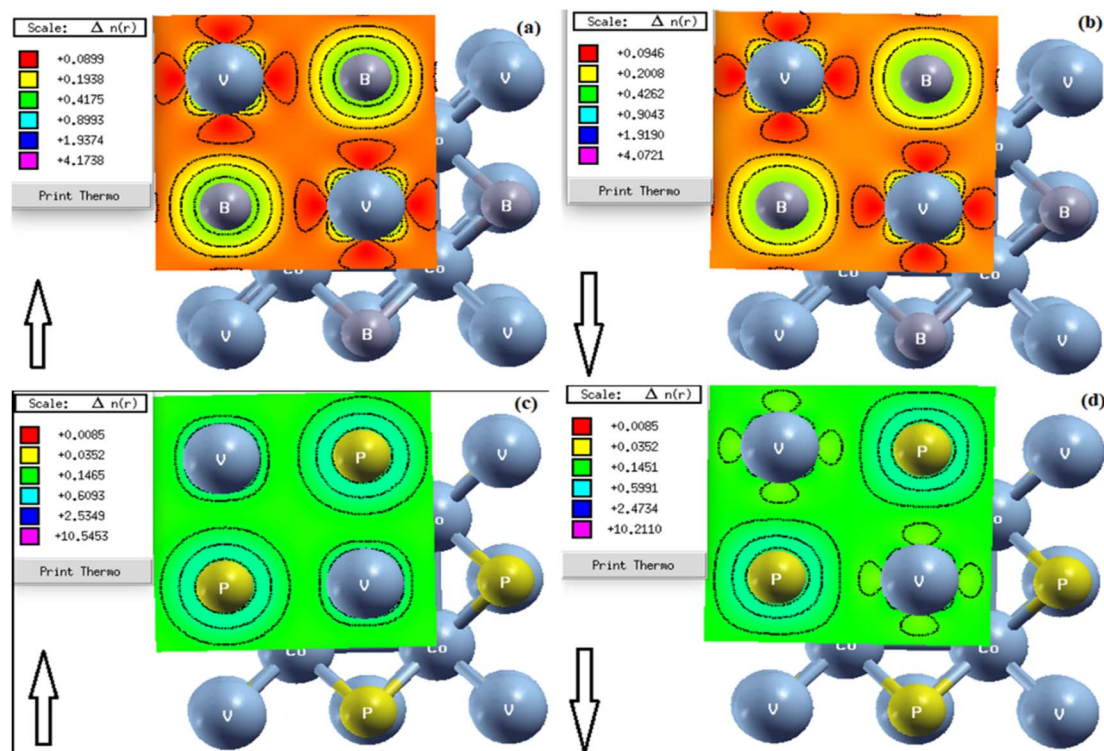 Scale: Δ n(r)
(a)
+0.0899
+0.1938
+0.4175
+0.8993
+1.9374
+4.1738
Print Thermo
V
B
V
B
V
B
Co
Co
V
B
V
Scale: Δ n(r)
(b)
+0.0946
+0.2008
+0.4262
+0.9043
+1.9190
+4.0721
Print Thermo
V
B
V
B
V
B
Co
Co
V
B
V
Scale: Δ n(r)
(c)
+0.0085
+0.0352
+0.1465
+0.6093
+2.5349
+10.5453
Print Thermo
V
P
V
P
V
P
Co
Co
V
P
V
Scale: Δ n(r)
(d)
+0.0085
+0.0352
+0.1451
+0.5991
+2.4734
+10.2110
Print Thermo
V
P
V
P
V
P
Co
Co
V
P
V